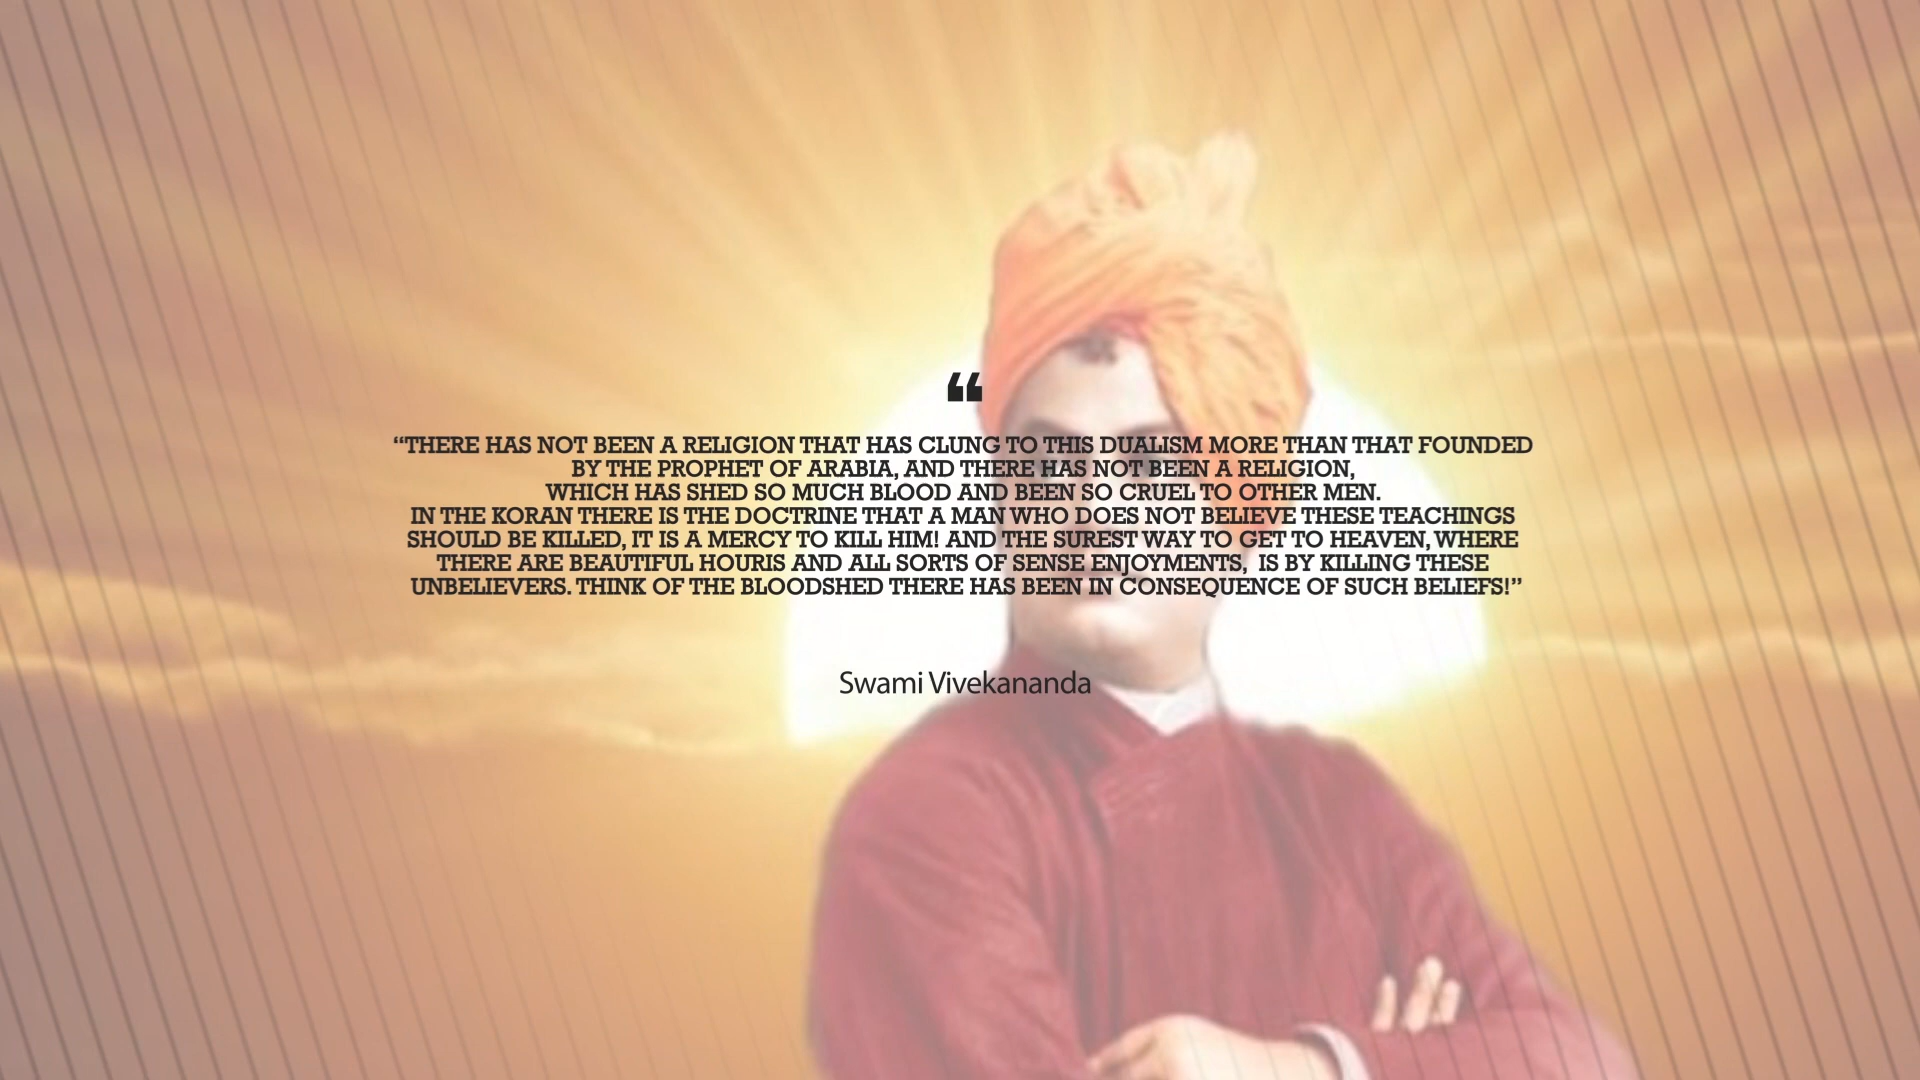 ❝
“THERE HAS NOT BEEN A RELIGION THAT HAS CLUNG TO THIS DUALISM MORE THAN THAT FOUNDED
BY THE PROPHET OF ARABIA, AND THERE HAS NOT BEEN A RELIGION,
WHICH HAS SHED SO MUCH BLOOD AND BEEN SO CRUEL TO OTHER MEN.
IN THE KORAN THERE IS THE DOCTRINE THAT A MAN WHO DOES NOT BELIEVE THESE TEACHINGS
SHOULD BE KILLED, IT IS A MERCY TO KILL HIM! AND THE SUREST WAY TO GET TO HEAVEN, WHERE
THERE ARE BEAUTIFUL HOURIS AND ALL SORTS OF SENSE ENJOYMENTS, IS BY KILLING THESE
UNBELIEVERS. THINK OF THE BLOODSHED THERE HAS BEEN IN CONSEQUENCE OF SUCH BELIEFS!”
Swami Vivekananda